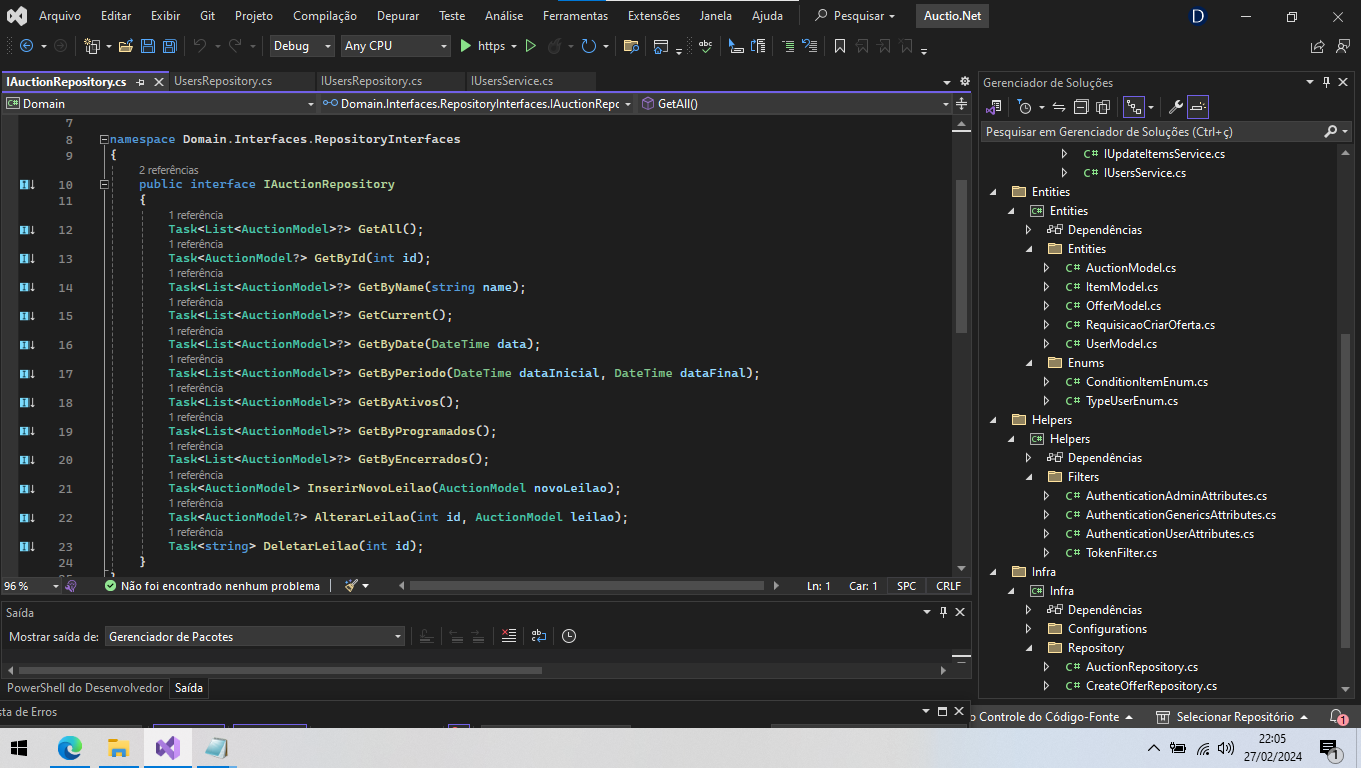 Arquivo Editar Exibir Git Projeto Compilação Depurar Teste Análise Ferramentas Extensões Janela Ajuda Pesquisar Auctio.Net D
Debug Any CPU https
IAuctionRepository.cs UsersRepository.cs IUsersRepository.cs IUsersService.cs
Domain Domain.Interfaces.RepositoryInterfaces.IAuctionRepo GetAll()
7
8 namespace Domain.Interfaces.RepositoryInterfaces
9 {
2 referências
10 public interface IAuctionRepository
11 {
1 referência
12 Task<List<AuctionModel>?> GetAll();
1 referência
13 Task<AuctionModel?> GetById(int id);
1 referência
14 Task<List<AuctionModel>?> GetByName(string name);
1 referência
15 Task<List<AuctionModel>?> GetCurrent();
1 referência
16 Task<List<AuctionModel>?> GetByDate(DateTime data);
1 referência
17 Task<List<AuctionModel>?> GetByPeriodo(DateTime dataInicial, DateTime dataFinal);
1 referência
18 Task<List<AuctionModel>?> GetByAtivos();
1 referência
19 Task<List<AuctionModel>?> GetByProgramados();
1 referência
20 Task<List<AuctionModel>?> GetByEncerrados();
1 referência
21 Task<AuctionModel> InserirNovoLeilao(AuctionModel novoLeilao);
1 referência
22 Task<AuctionModel?> AlterarLeilao(int id, AuctionModel leilao);
1 referência
23 Task<string> DeletarLeilao(int id);
24 }
96 % Não foi encontrado nenhum problema Ln: 1 Car: 1 SPC CRLF
Saída
Mostrar saída de: Gerenciador de Pacotes
PowerShell do Desenvolvedor Saída
sta de Erros
Gerenciador de Soluções
Pesquisar em Gerenciador de Soluções (Ctrl+ç)
C# IUpdateItemsService.cs
C# IUsersService.cs
Entities
C# Entities
Dependências
Entities
C# AuctionModel.cs
C# ItemModel.cs
C# OfferModel.cs
C# RequisicaoCriarOferta.cs
C# UserModel.cs
Enums
C# ConditionItemEnum.cs
C# TypeUserEnum.cs
Helpers
C# Helpers
Dependências
Filters
C# AuthenticationAdminAttributes.cs
C# AuthenticationGenericsAttributes.cs
C# AuthenticationUserAttributes.cs
C# TokenFilter.cs
Infra
C# Infra
Dependências
Configurations
Repository
C# AuctionRepository.cs
C# CreateOfferRepository.cs
o Controle do Código-Fonte Selecionar Repositório 1
22:05
27/02/2024
1